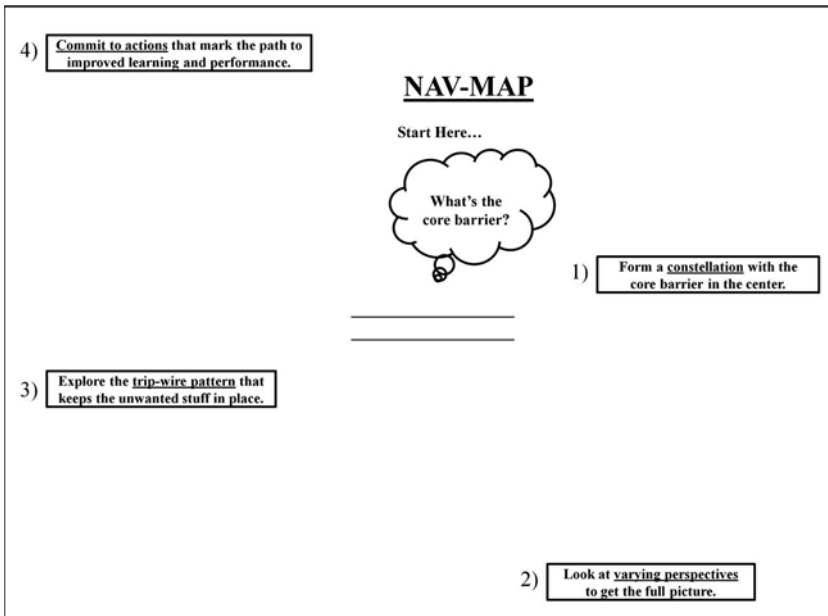 4) Commit to actions that mark the path to
improved learning and performance.
NAV-MAP
Start Here...
What's the
core barrier?
1) Form a constellation with the
core barrier in the center.
3) Explore the trip-wire pattern that
keeps the unwanted stuff in place.
2) Look at varying perspectives
to get the full picture.